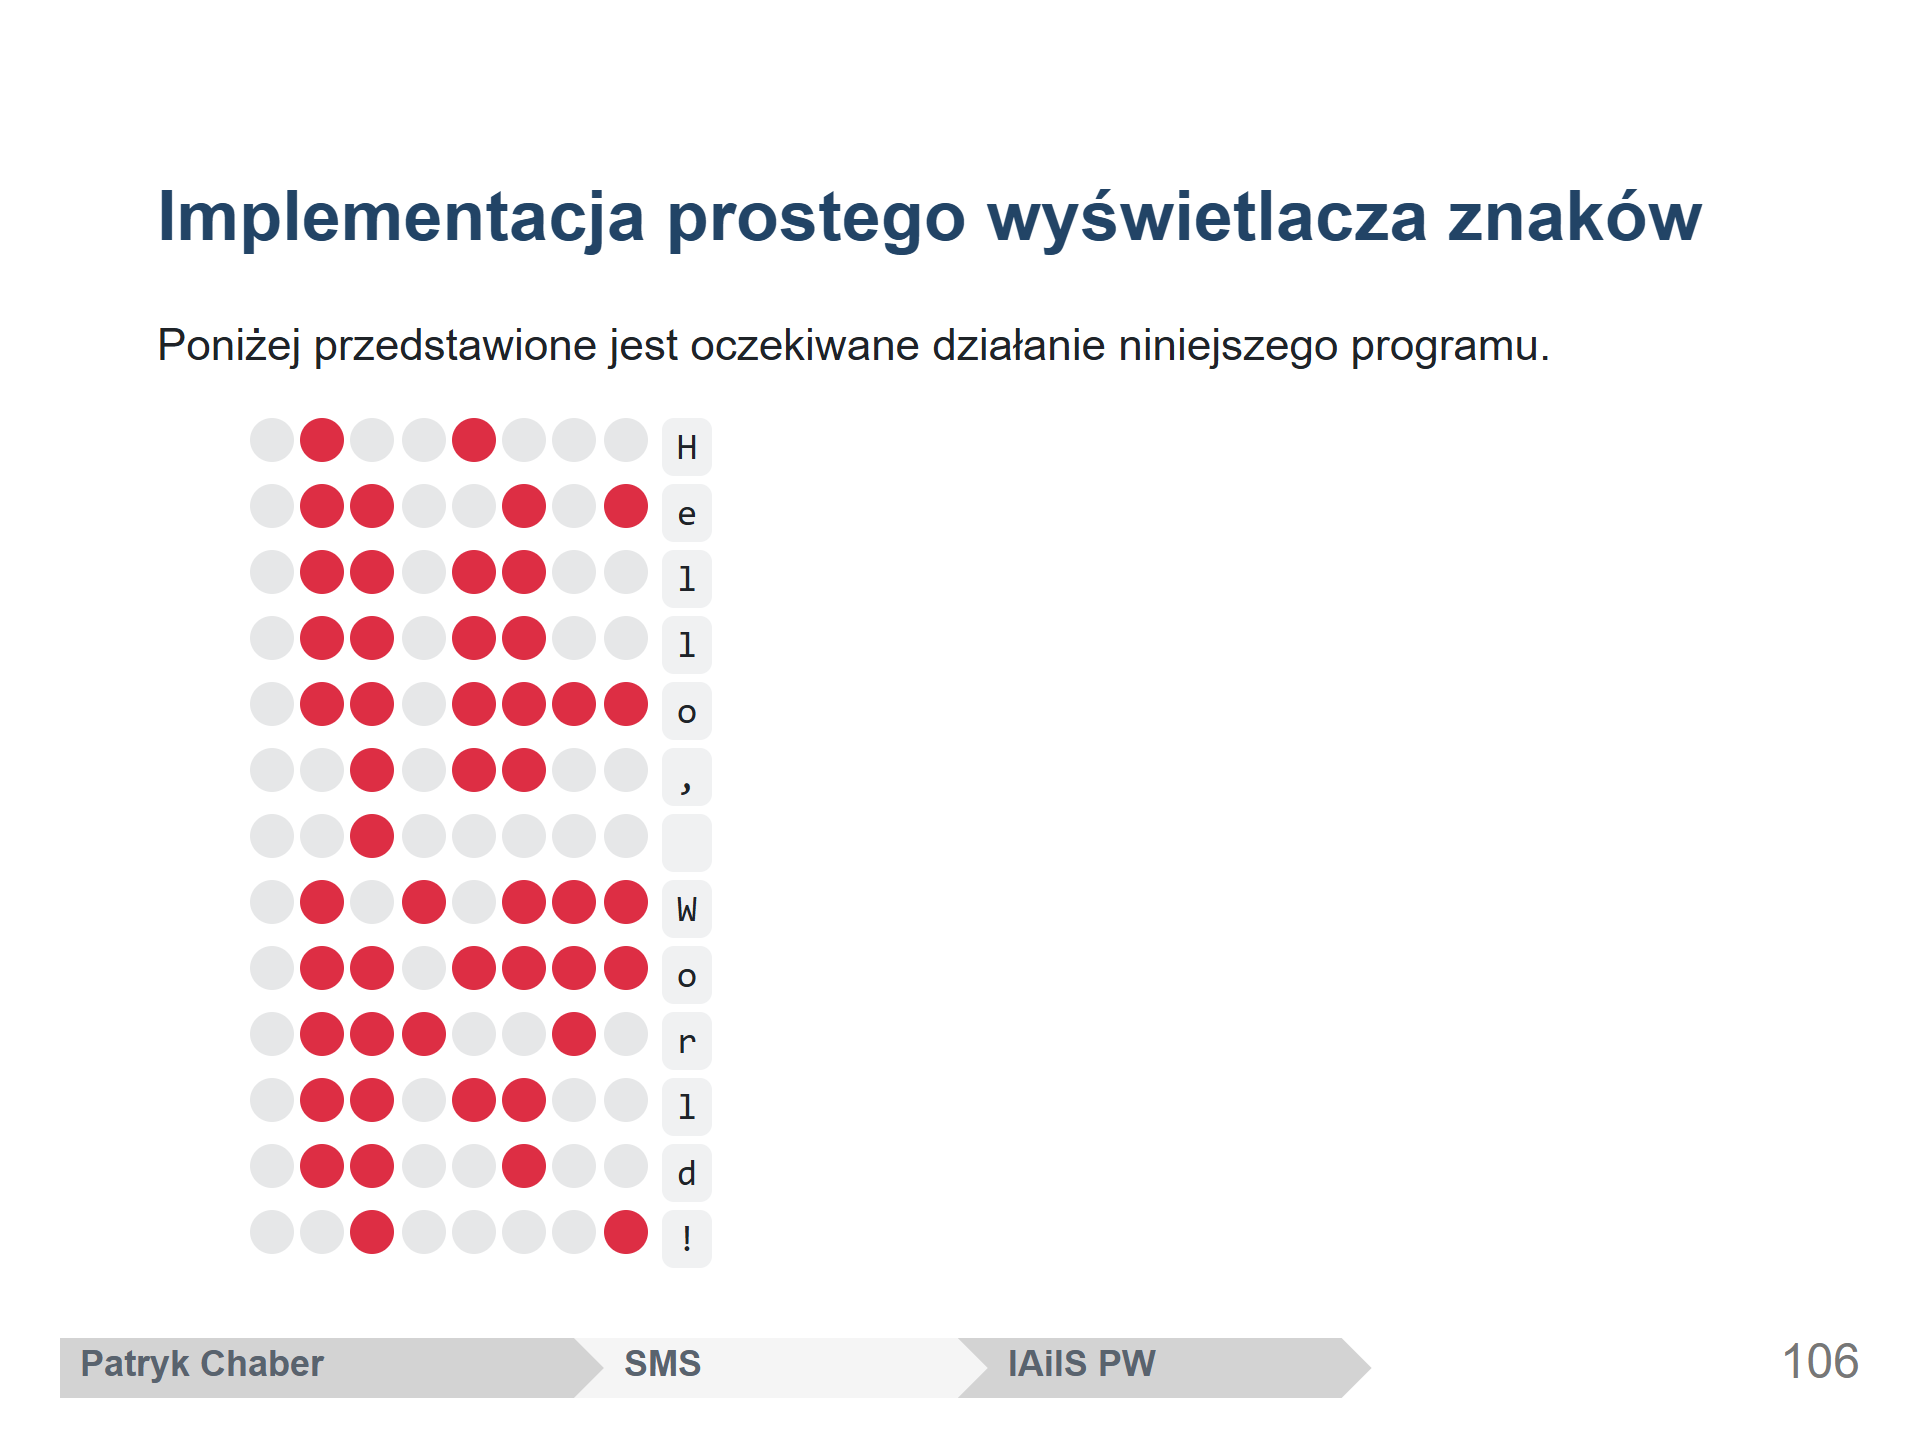 Implementacja prostego wyświetlacza znaków
Poniżej przedstawione jest oczekiwane działanie niniejszego programu.
H
e
l
l
o
,
W
o
r
l
d
!
Patryk Chaber
SMS
IAiIS PW
106